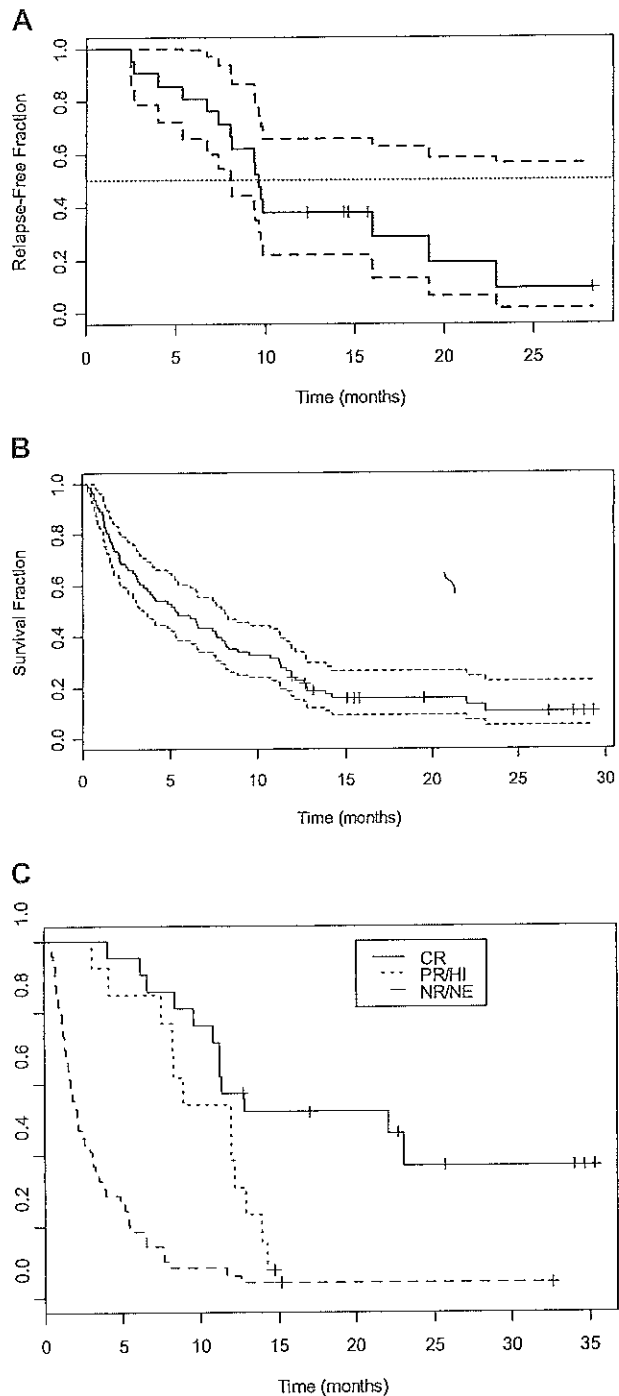 A
1.0
0.8
0.6
0.4
0.2
0.0
Relapse-Free Fraction
0 5 10 15 20 25
Time (months)
B
1.0
0.8
0.6
0.4
0.2
0.0
Survival Fraction
0 5 10 15 20 25 30
Time (months)
C
1.0
0.8
0.6
0.4
0.2
0.0
CR
PR/HI
NR/NE
0 5 10 15 20 25 30 35
Time (months)